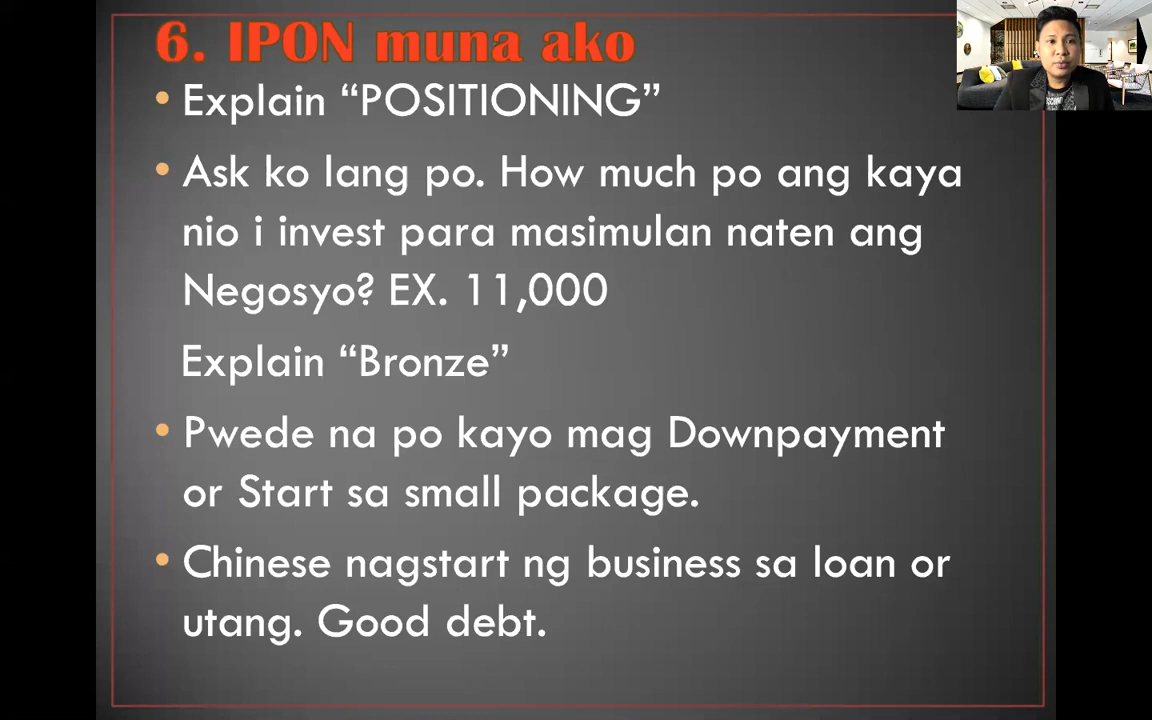 6. IPON muna ako
• Explain “POSITIONING”
• Ask ko lang po. How much po ang kaya
nio i invest para masimulan naten ang
Negosyo? EX. 11,000
Explain “Bronze”
• Pwede na po kayo mag Downpayment
or Start sa small package.
• Chinese nagstart ng business sa loan or
utang. Good debt.